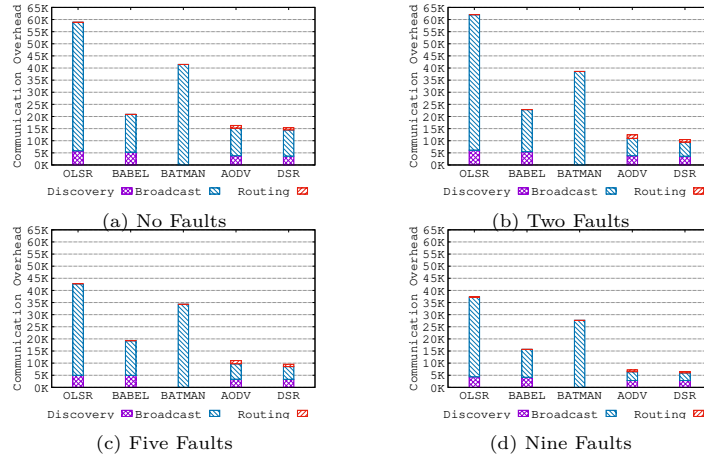 Communication Overhead
65K
60K
55K
50K
45K
40K
35K
30K
25K
20K
15K
10K
5K
0K
OLSR BABEL BATMAN AODV DSR
Discovery Broadcast Routing
(a) No Faults
Communication Overhead
65K
60K
55K
50K
45K
40K
35K
30K
25K
20K
15K
10K
5K
0K
OLSR BABEL BATMAN AODV DSR
Discovery Broadcast Routing
(b) Two Faults
Communication Overhead
65K
60K
55K
50K
45K
40K
35K
30K
25K
20K
15K
10K
5K
0K
OLSR BABEL BATMAN AODV DSR
Discovery Broadcast Routing
(c) Five Faults
Communication Overhead
65K
60K
55K
50K
45K
40K
35K
30K
25K
20K
15K
10K
5K
0K
OLSR BABEL BATMAN AODV DSR
Discovery Broadcast Routing
(d) Nine Faults